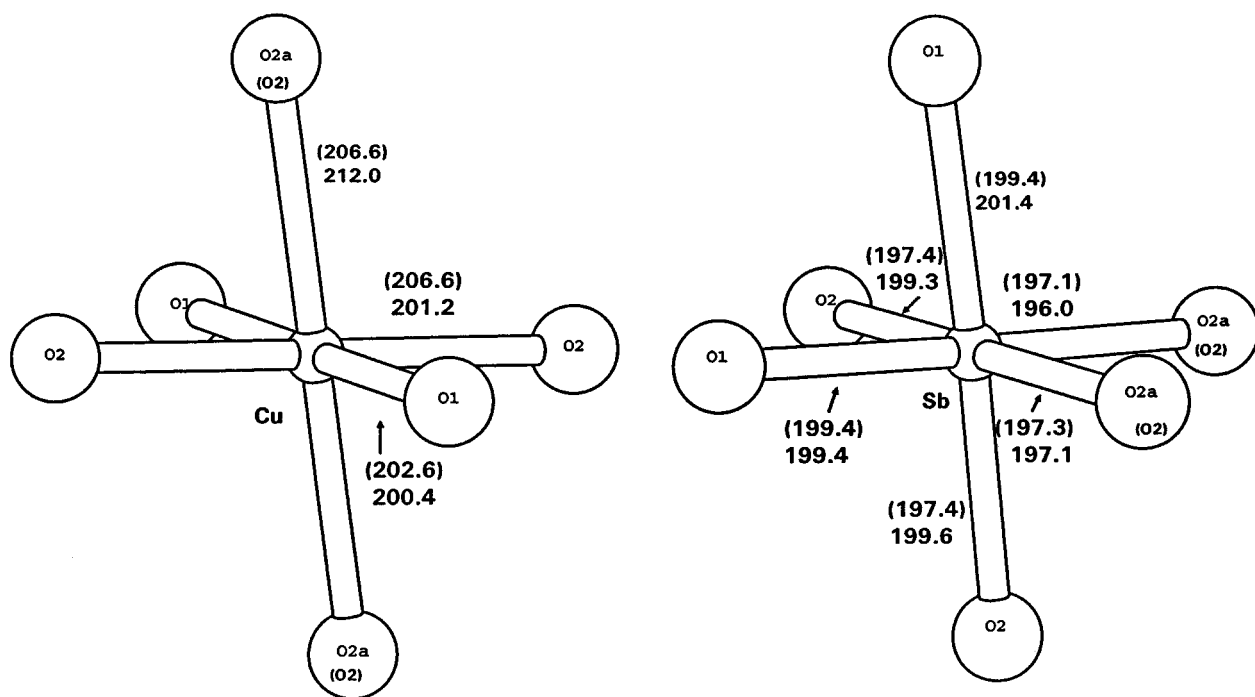 O2a
(O2)
(206.6)
212.0
O1
(206.6)
201.2
O2
O2
Cu
O1
(202.6)
200.4
O2a
(O2)
O1
(199.4)
201.4
(197.4)
199.3
(197.1)
196.0
O2
O2a
(O2)
O1
Sb
O2a
(O2)
(199.4)
199.4
(197.3)
197.1
(197.4)
199.6
O2